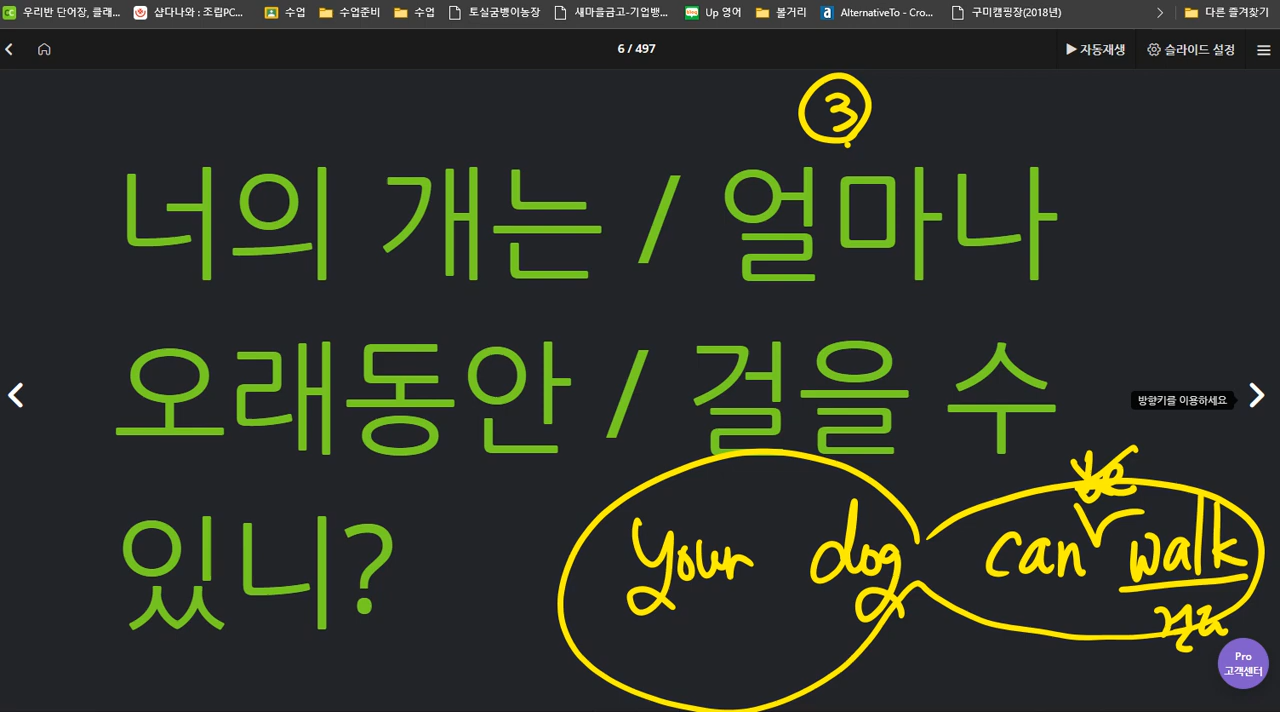 우리반 단어장, 클래... 샵다나와 : 조립PC... 수업 수업준비 수업 토실굼벵이농장 새마을금고-기업뱅... Up 영어 볼거리 AlternativeTo - Cro... 구미캠핑장(2018년) 다른 즐겨찾기
6 / 497 자동재생 슬라이드 설정
3
너의 개는 / 얼마나
오래동안 / 걸을 수
방향키를 이용하세요
있니?
be
your dog can walk
걷다
Pro
고객센터